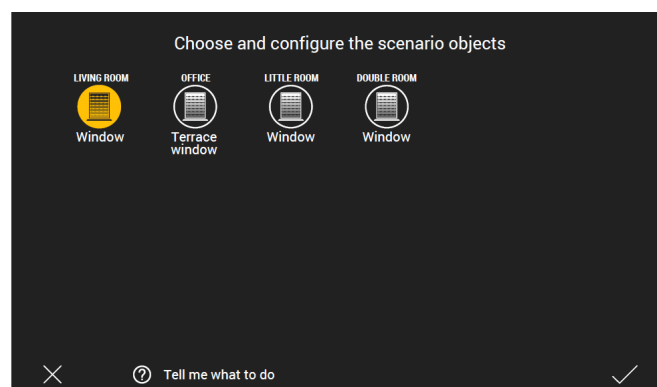 Choose and configure the scenario objects
LIVING ROOM
Window
OFFICE
Terrace
window
LITTLE ROOM
Window
DOUBLE ROOM
Window
? Tell me what to do